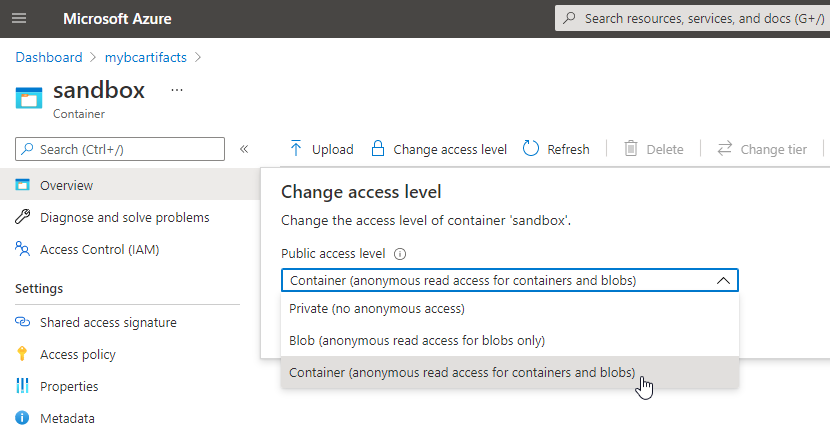 Microsoft Azure
Search resources, services, and docs (G+/)
Dashboard > mybcartifacts >
sandbox ...
Container
Search (Ctrl+/)
«
Upload
Change access level
Refresh
Delete
Change tier
Overview
Diagnose and solve problems
Access Control (IAM)
Settings
Shared access signature
Access policy
Properties
Metadata
Change access level
Change the access level of container 'sandbox'.
Public access level
Container (anonymous read access for containers and blobs)
Private (no anonymous access)
Blob (anonymous read access for blobs only)
Container (anonymous read access for containers and blobs)